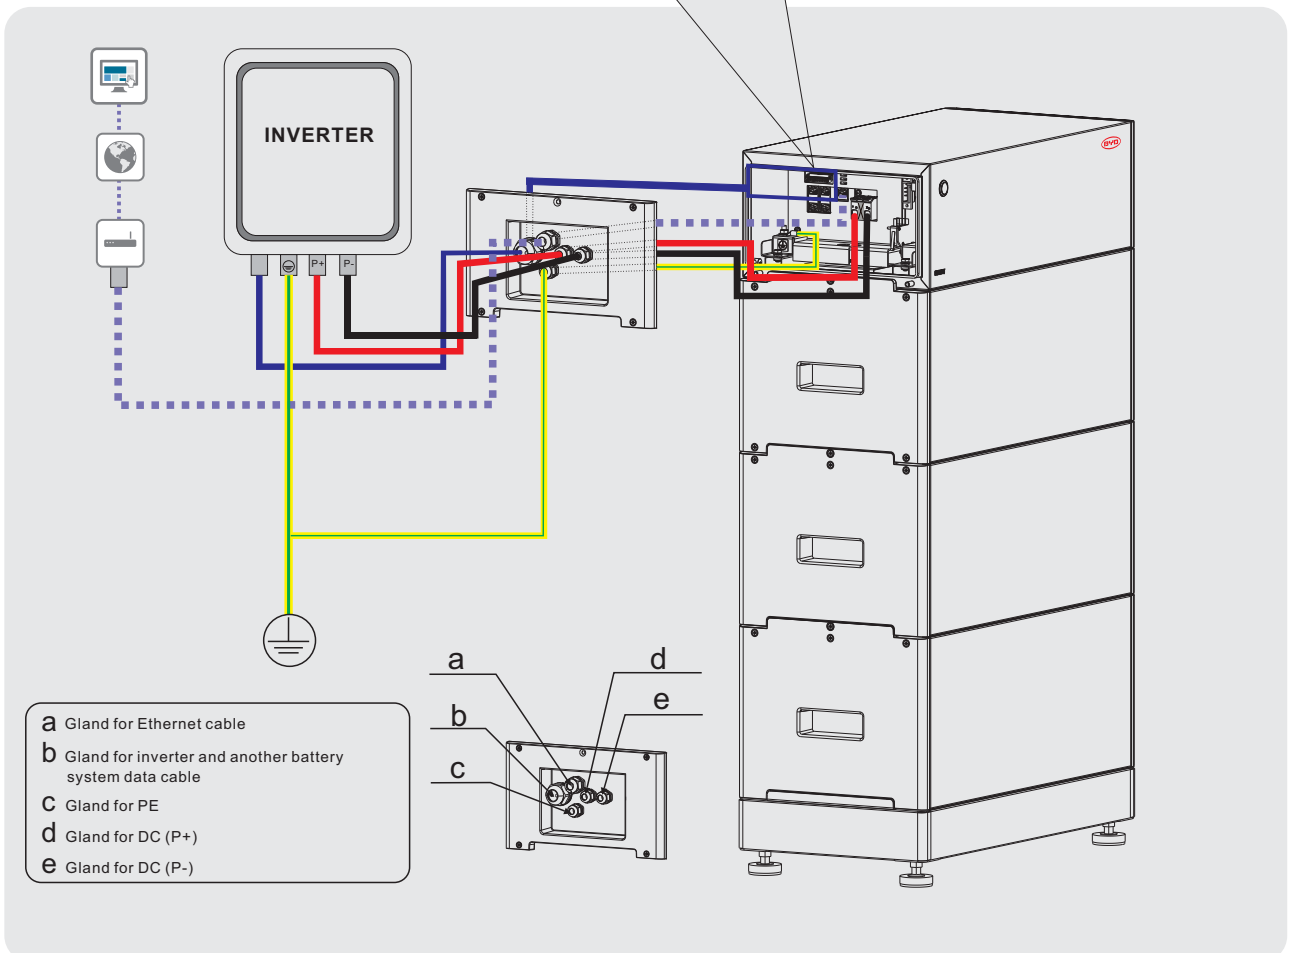 INVERTER
BYD
P+
P-
a
b
c
d
e
a Gland for Ethernet cable
b Gland for inverter and another battery
system data cable
c Gland for PE
d Gland for DC (P+)
e Gland for DC (P-)